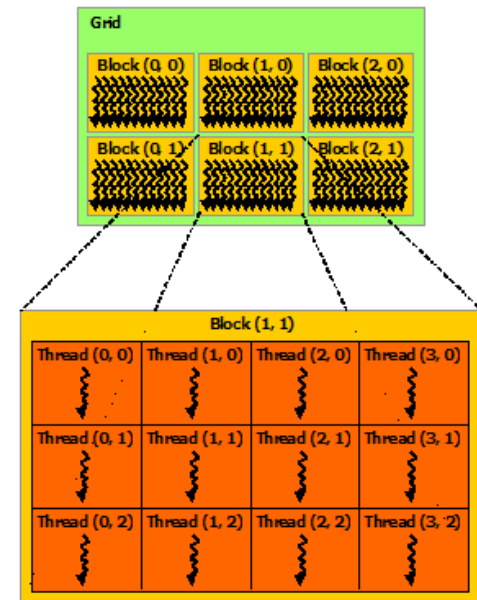 Grid
Block (0, 0) Block (1, 0) Block (2, 0)
Block (0, 1) Block (1, 1) Block (2, 1)
Block (1, 1)
Thread (0, 0) Thread (1, 0) Thread (2, 0) Thread (3, 0)
Thread (0, 1) Thread (1, 1) Thread (2, 1) Thread (3, 1)
Thread (0, 2) Thread (1, 2) Thread (2, 2) Thread (3, 2)